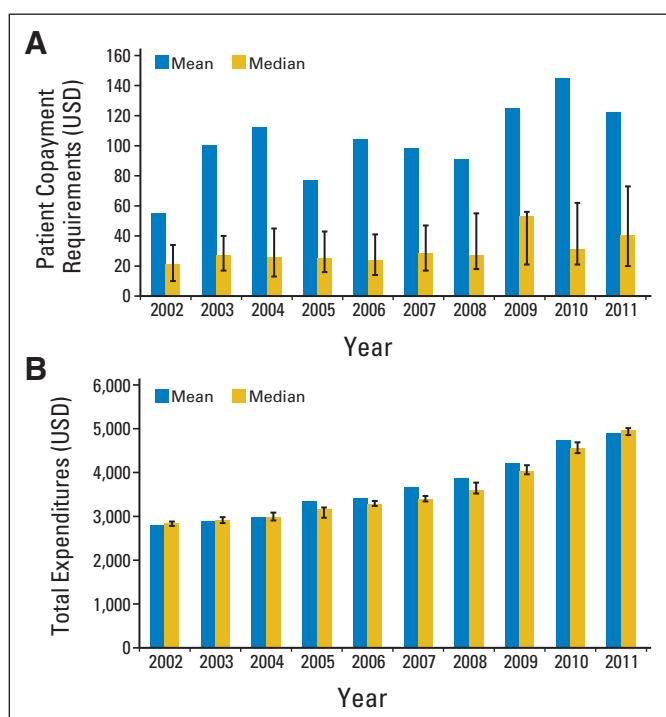 A
Patient Copayment
Requirements (USD)
Mean Median
160
140
120
100
80
60
40
20
0
2002 2003 2004 2005 2006 2007 2008 2009 2010 2011
Year
B
Total Expenditures (USD)
Mean Median
6,000
5,000
4,000
3,000
2,000
1,000
0
2002 2003 2004 2005 2006 2007 2008 2009 2010 2011
Year